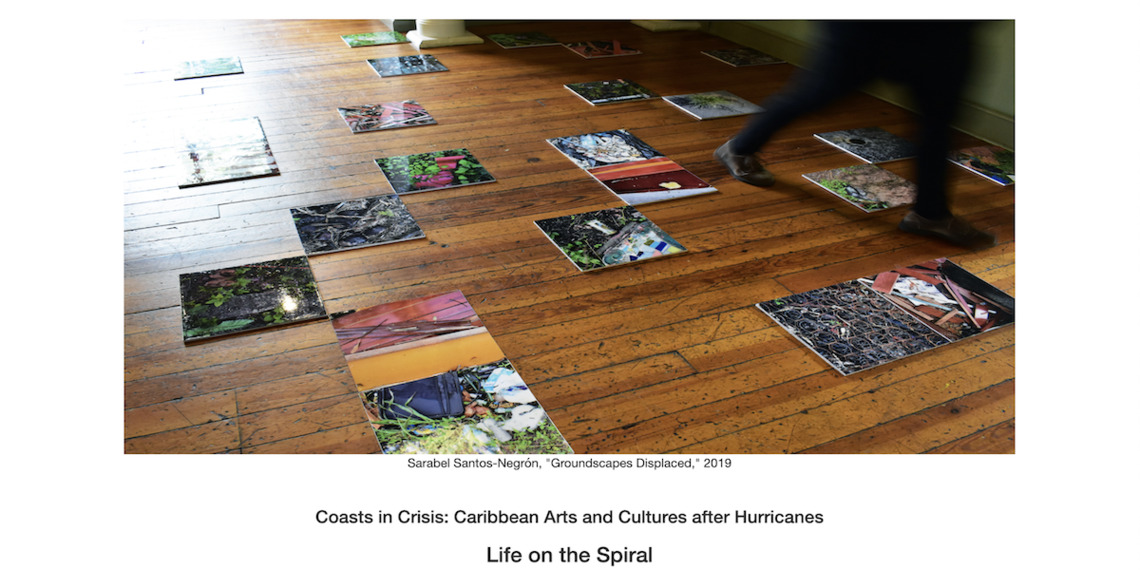 Sarabel Santos-Negrón, "Groundscapes Displaced," 2019
Coasts in Crisis: Caribbean Arts and Cultures after Hurricanes
Life on the Spiral